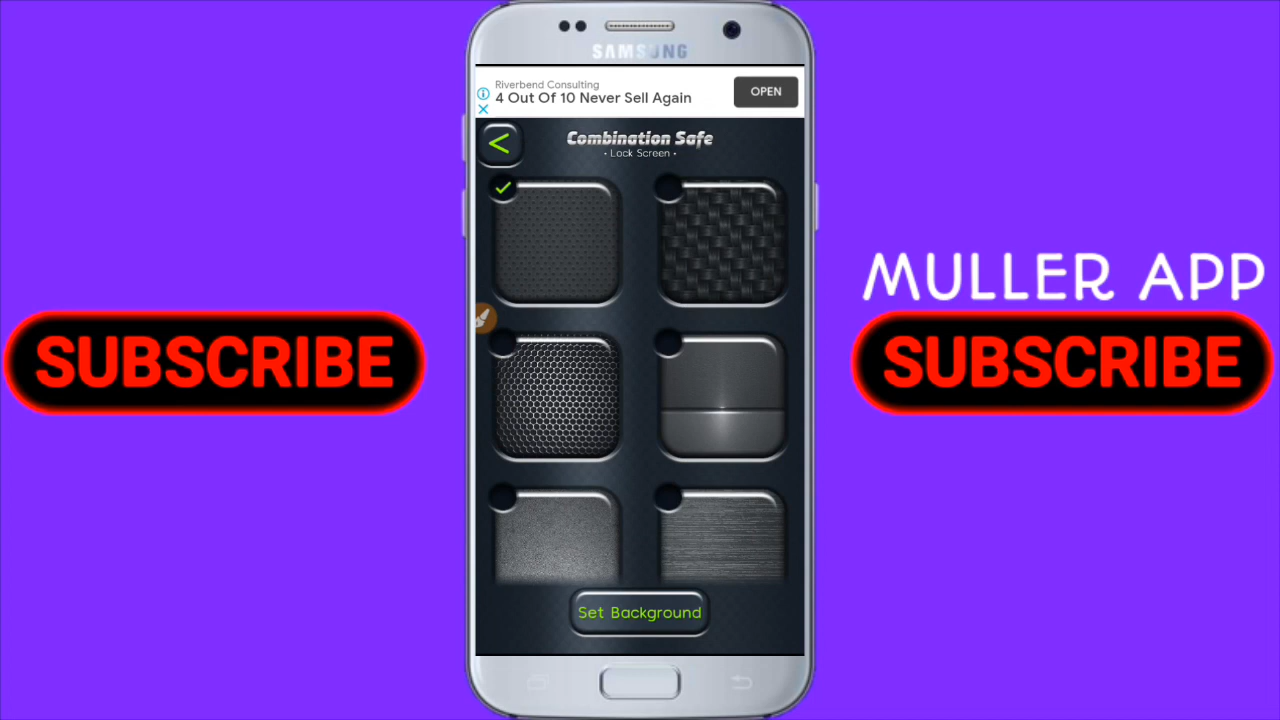 SAMSUNG
Riverbend Consulting
4 Out Of 10 Never Sell Again
OPEN
Combination Safe
• Lock Screen •
Set Background
SUBSCRIBE
MULLER APP
SUBSCRIBE